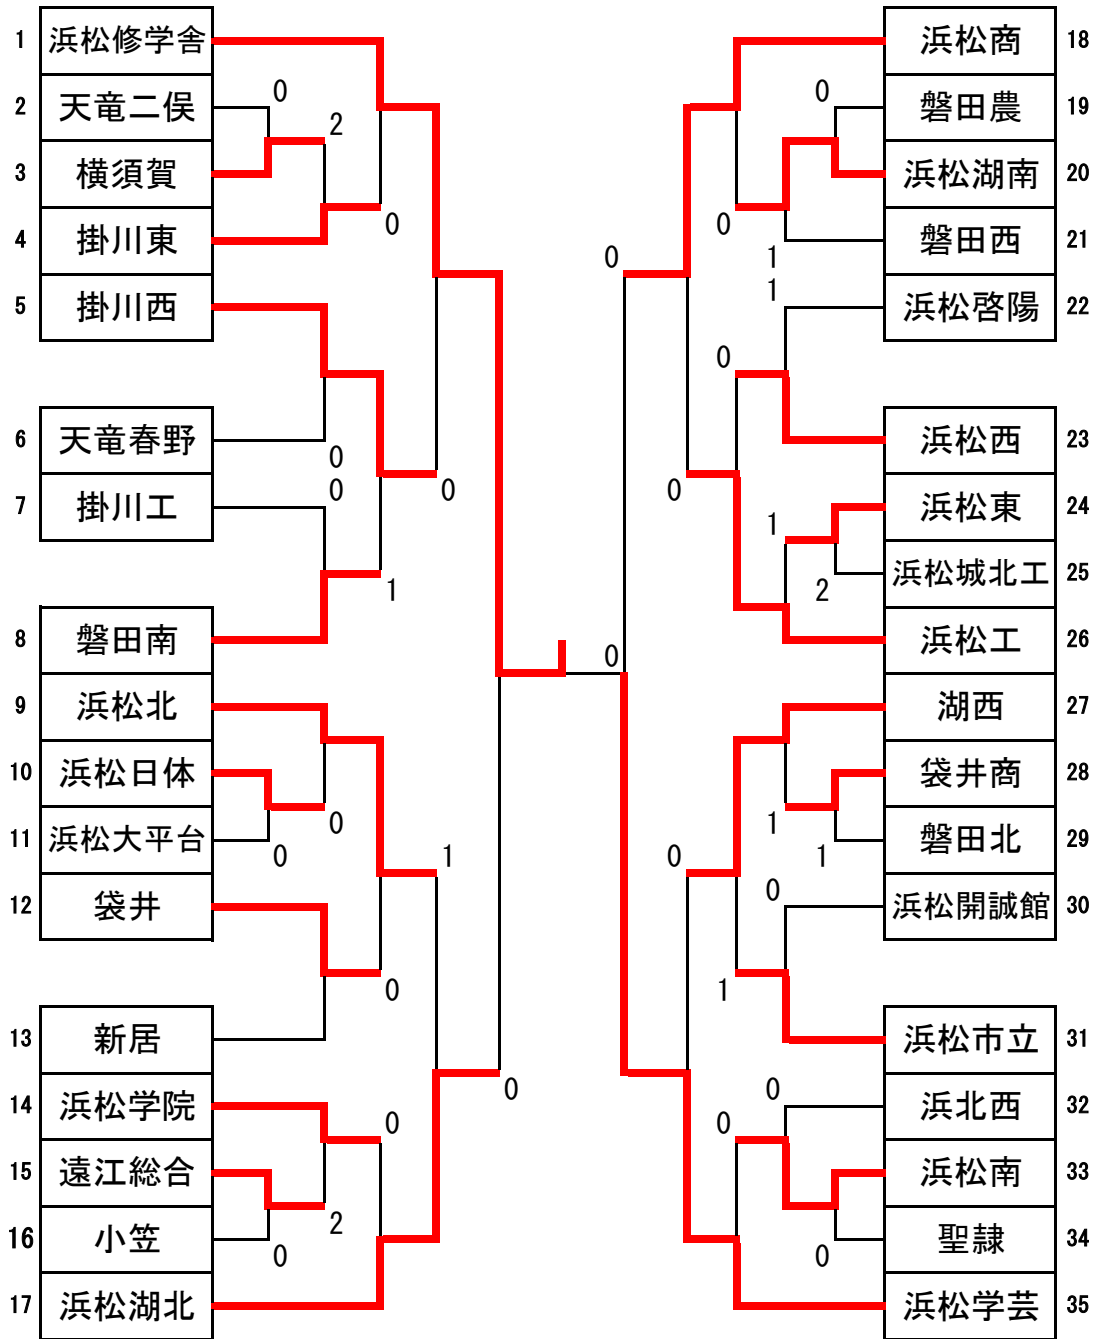 1 浜松修学舎
2 天竜二俣
3 横須賀
4 掛川東
5 掛川西
6 天竜春野
7 掛川工
8 磐田南
9 浜松北
10 浜松日体
11 浜松大平台
12 袋井
13 新居
14 浜松学院
15 遠江総合
16 小笠
17 浜松湖北
0
2
0
0
0
0
1
0
0
1
0
0
2
0
0
0
0
浜松商 18
磐田農 19
浜松湖南 20
磐田西 21
浜松啓陽 22
浜松西 23
浜松東 24
浜松城北工 25
浜松工 26
湖西 27
袋井商 28
磐田北 29
浜松開誠館 30
浜松市立 31
浜北西 32
浜松南 33
聖隷 34
浜松学芸 35
0
0
1
0
1
0
0
1
2
0
1
1
0
0
1
0
0
0